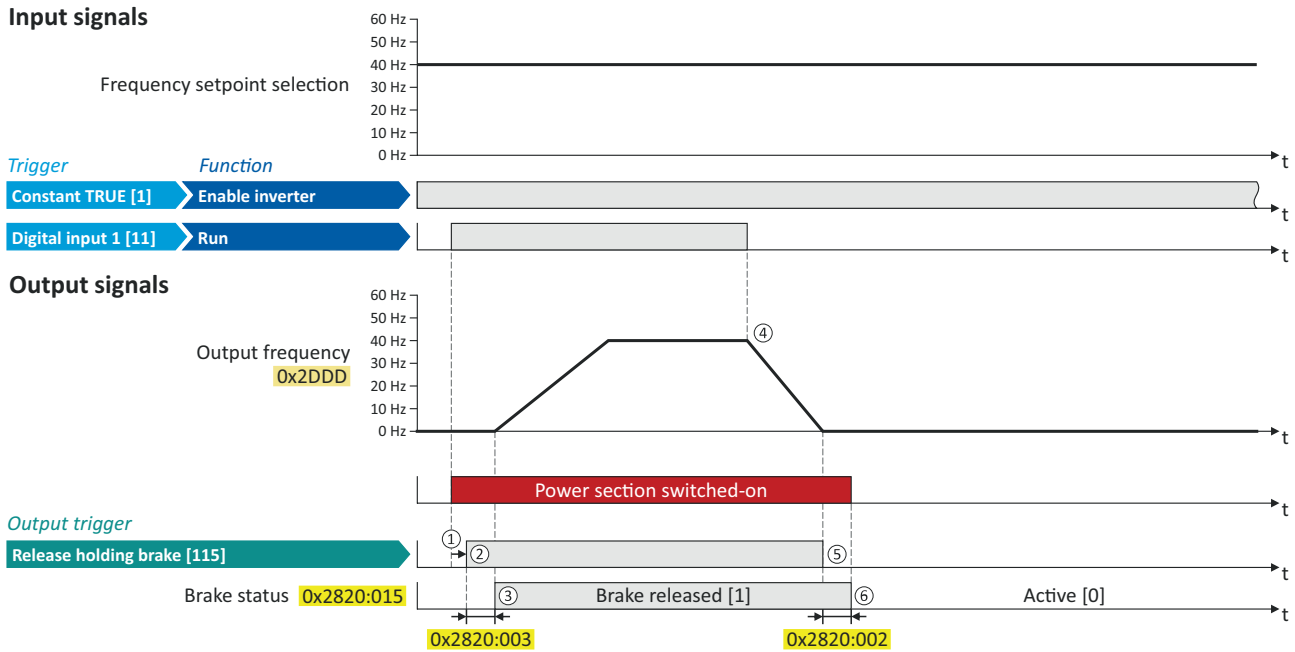 Input signals
60 Hz
50 Hz
40 Hz
30 Hz
20 Hz
10 Hz
0 Hz
Frequency setpoint selection
t
Trigger Function
Constant TRUE [1] Enable inverter
t
Digital input 1 [11] Run
t
Output signals
60 Hz
50 Hz
40 Hz
30 Hz
20 Hz
10 Hz
0 Hz
Output frequency
0x2DDD
4
t
Power section switched-on
t
Output trigger
1
Release holding brake [115]
2
5
t
Brake status 0x2820:015
3
Brake released [1]
6
Active [0]
t
0x2820:003
0x2820:002